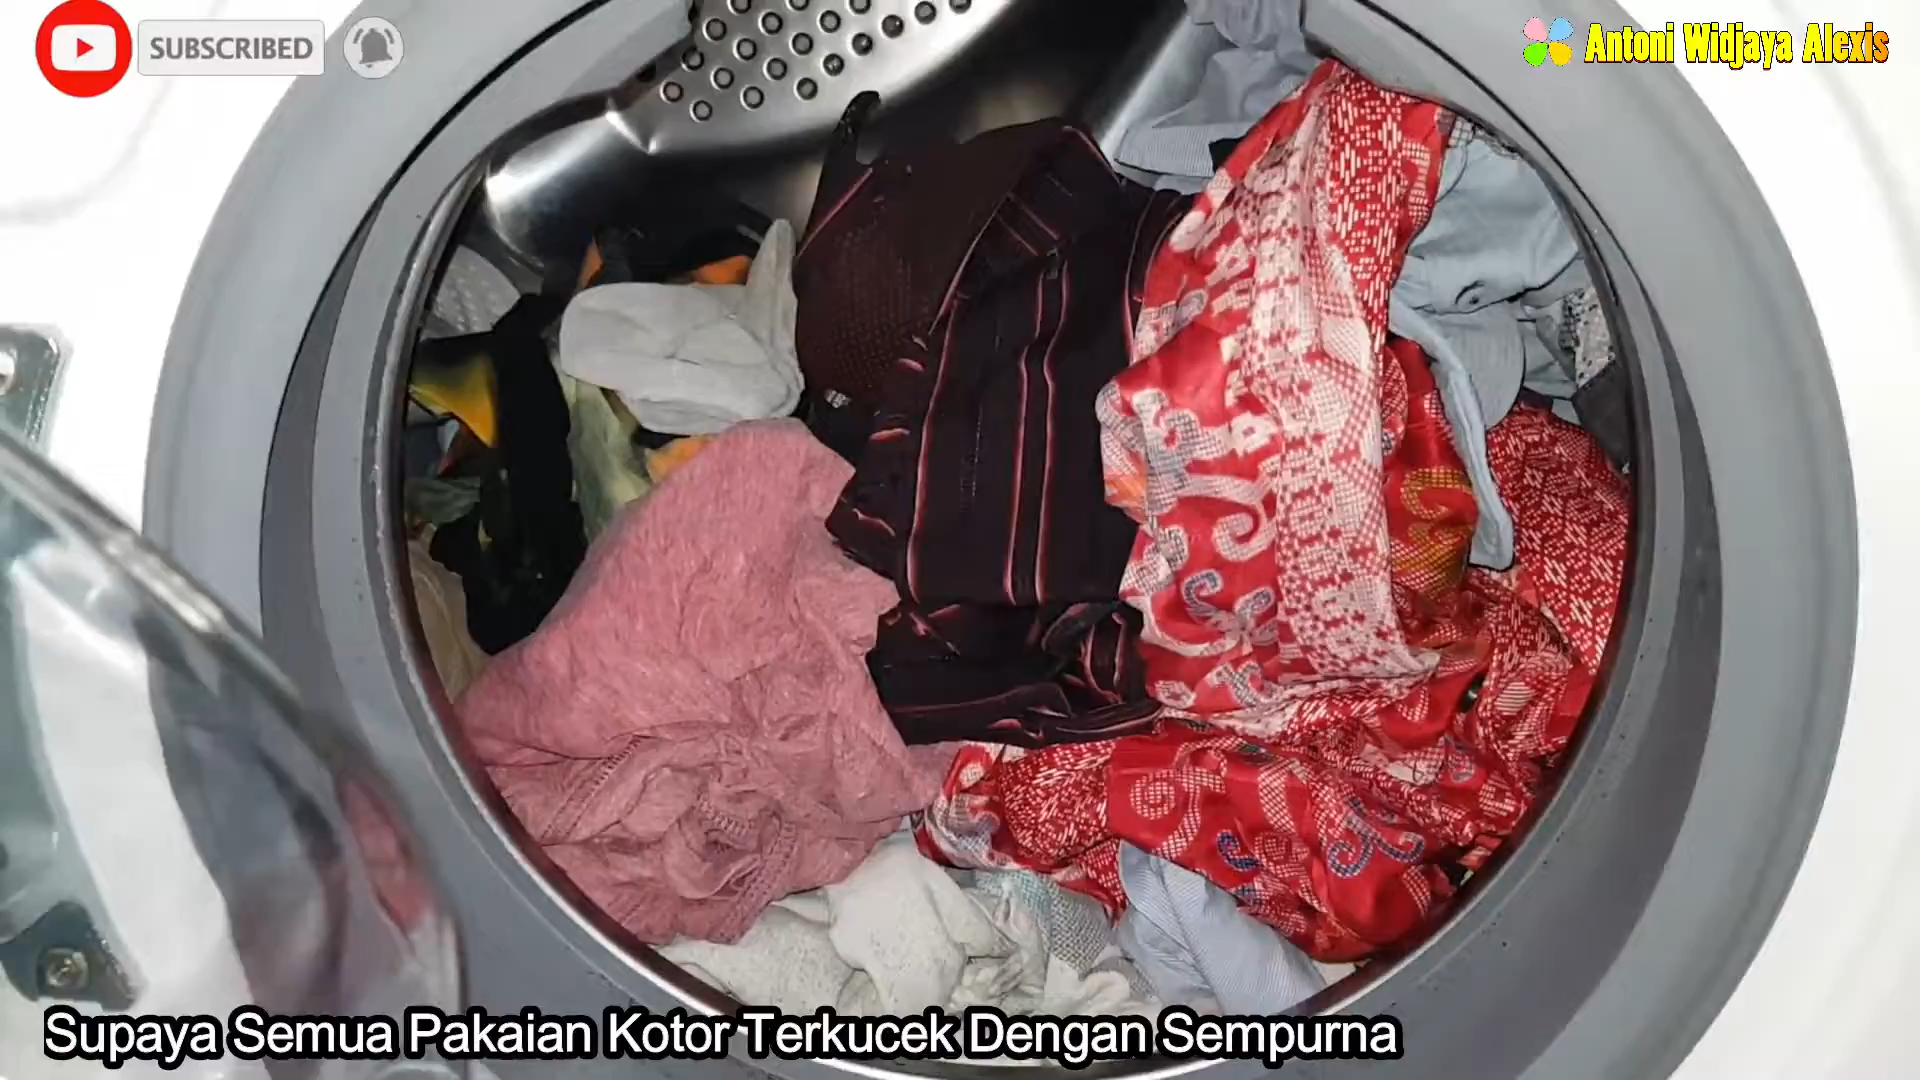 SUBSCRIBED
Antoni Widjaya Alexis
Supaya Semua Pakaian Kotor Terkucek Dengan Sempurna